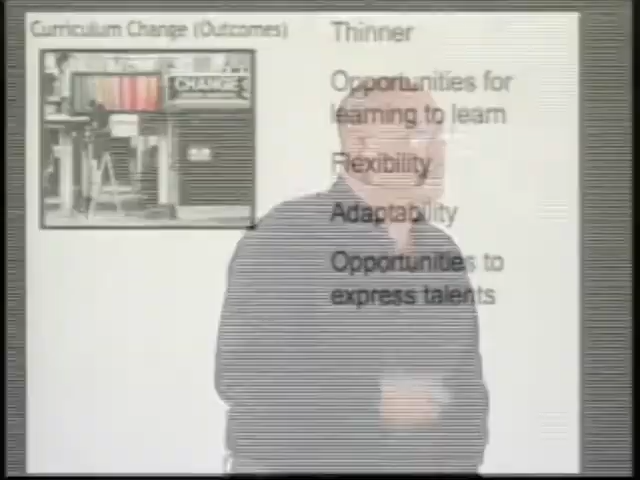 Curriculum Change (Outcomes)
CHANGE
Thinner
Opportunities for
learning to learn
Flexibility
Adaptability
Opportunities to
express talents